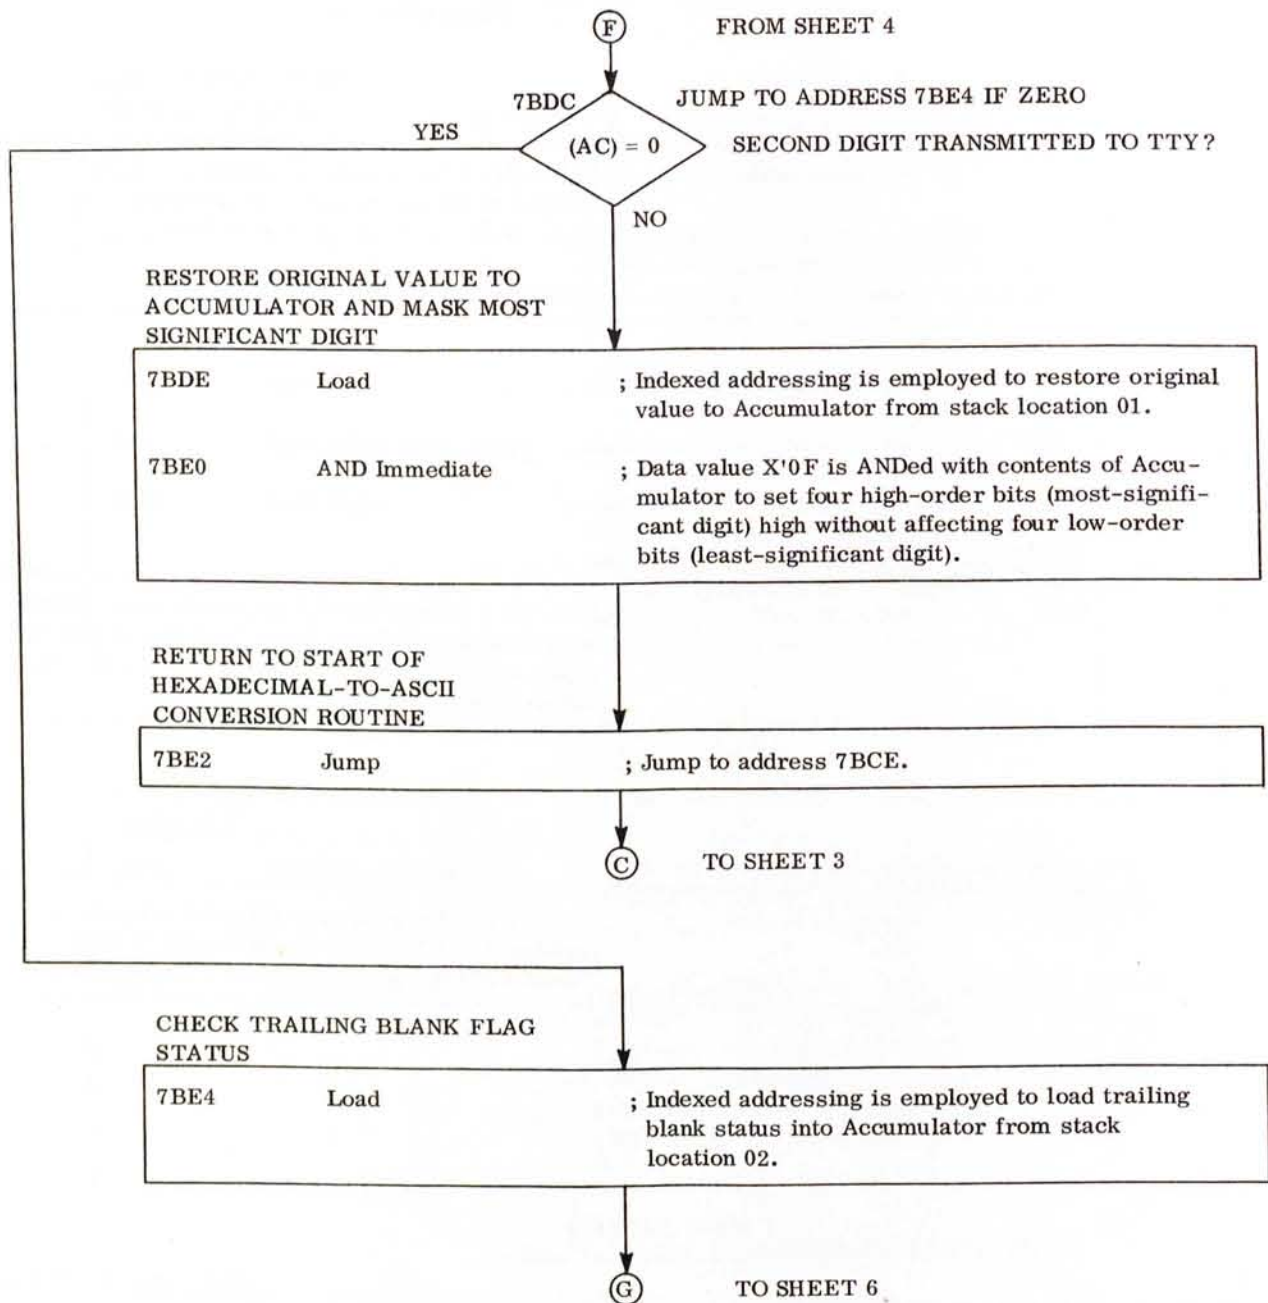 F FROM SHEET 4
7BDC JUMP TO ADDRESS 7BE4 IF ZERO
YES (AC) = 0 SECOND DIGIT TRANSMITTED TO TTY?
NO
RESTORE ORIGINAL VALUE TO
ACCUMULATOR AND MASK MOST
SIGNIFICANT DIGIT
7BDE Load ; Indexed addressing is employed to restore original
value to Accumulator from stack location 01.
7BE0 AND Immediate ; Data value X'0F is ANDed with contents of Accu-
mulator to set four high-order bits (most-signifi-
cant digit) high without affecting four low-order
bits (least-significant digit).
RETURN TO START OF
HEXADECIMAL-TO-ASCII
CONVERSION ROUTINE
7BE2 Jump ; Jump to address 7BCE.
C TO SHEET 3
CHECK TRAILING BLANK FLAG
STATUS
7BE4 Load ; Indexed addressing is employed to load trailing
blank status into Accumulator from stack
location 02.
G TO SHEET 6